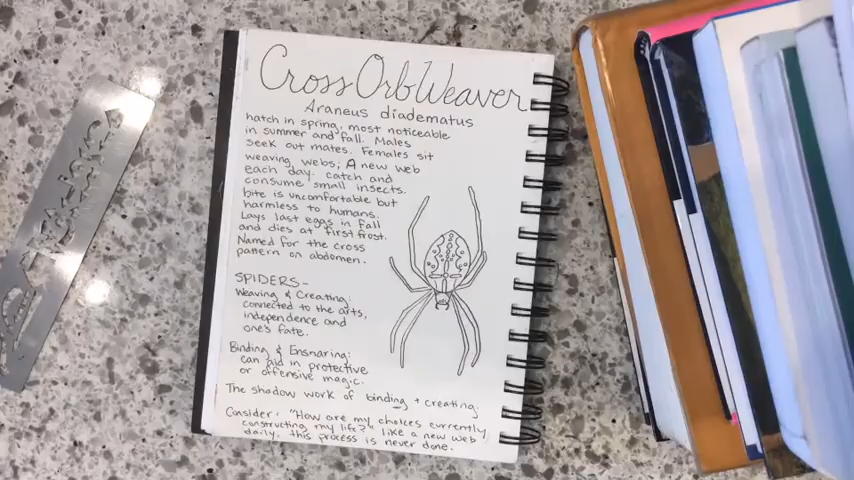 Cross OrbWeaver
Araneus diadematus
hatch in spring, most noticeable
in summer and fall. Males
seek out mates. Females sit
weaving webs; A new web
each day. catch and
consume small insects.
bite is uncomfortable but
harmless to humans.
Lays last eggs in Fall
and dies at first frost.
Named for the cross
pattern on abdomen.
SPIDERS-
Weaving & Creating:
connected to the arts,
independence and
one's fate.
Binding & Ensnaring:
can aid in protective
or offensive magic.
The shadow work of binding + creating
Consider: "How are my choices currently
constructing my life?" like a new web
daily, this process is never done.